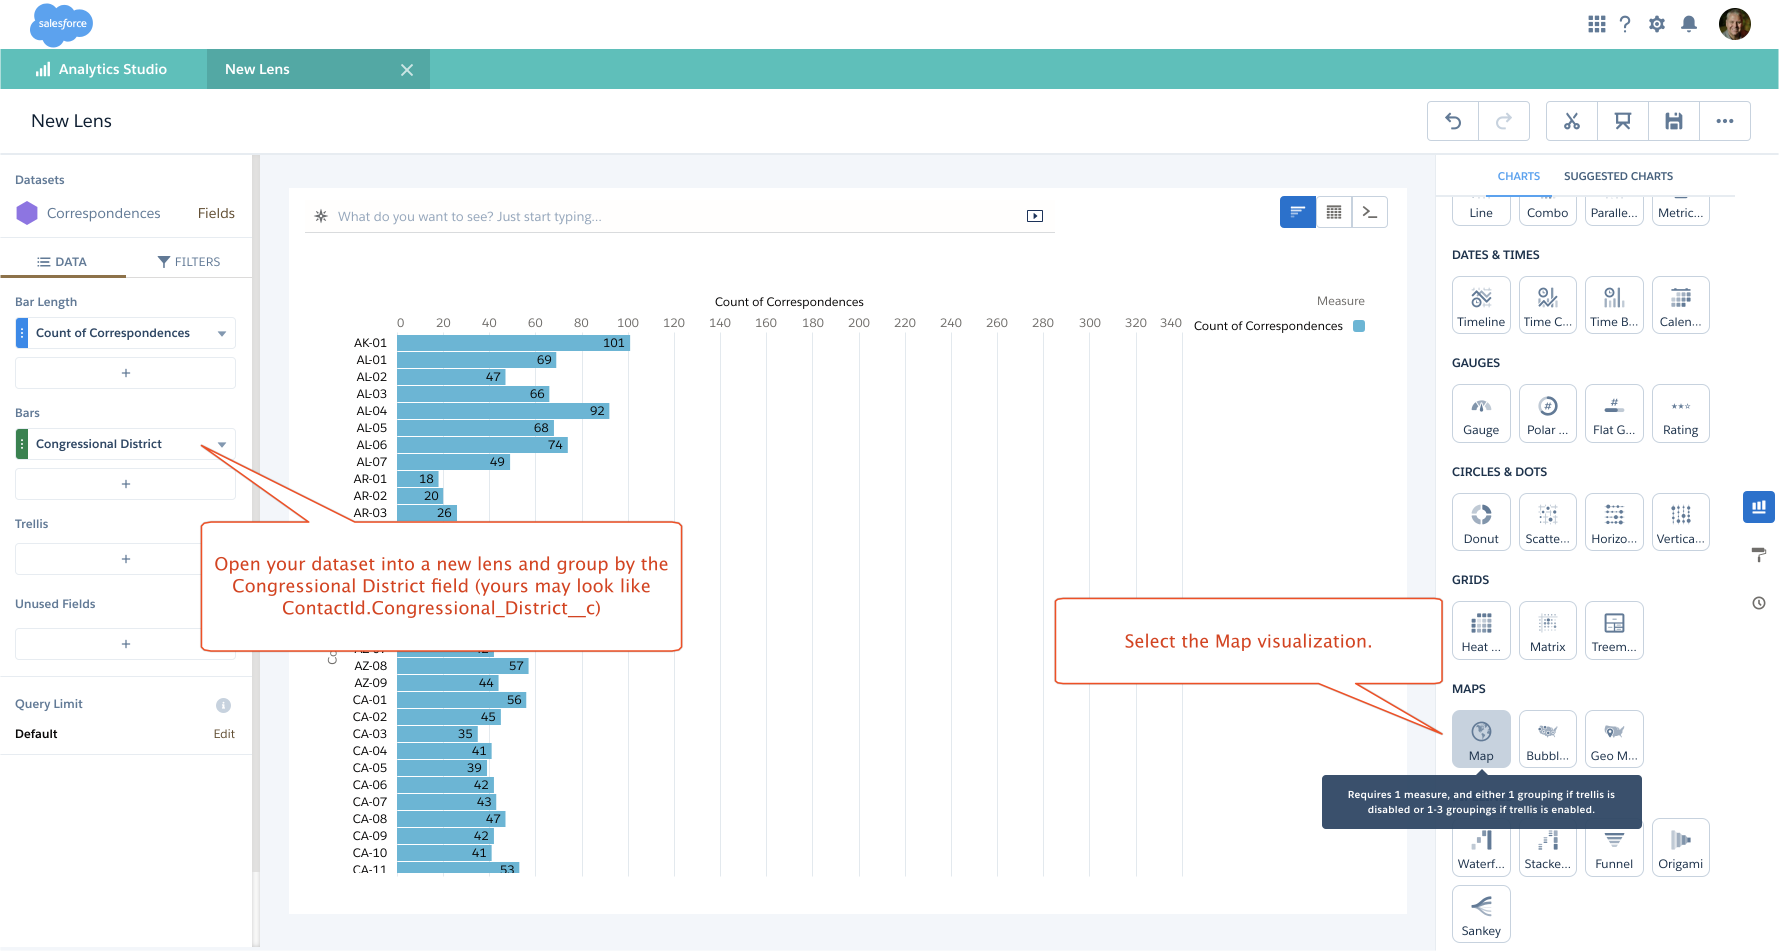 salesforce
Analytics Studio
New Lens
New Lens
Datasets
Correspondences
Fields
DATA
FILTERS
Bar Length
Count of Correspondences
+
Bars
Congressional District
+
Trellis
+
Unused Fields
+
Query Limit
Default
Edit
What do you want to see? Just start typing...
Count of Correspondences
Measure
Count of Correspondences
0 20 40 60 80 100 120 140 160 180 200 220 240 260 280 300 320 340
AK-01 101
AL-01 69
AL-02 47
AL-03 66
AL-04 92
AL-05 68
AL-06 74
AL-07 49
AR-01 18
AR-02 20
AR-03 26
Open your dataset into a new lens and group by the
Congressional District field (yours may look like
ContactId.Congressional_District__c)
AZ-08 57
AZ-09 44
CA-01 56
CA-02 45
CA-03 35
CA-04 41
CA-05 39
CA-06 42
CA-07 43
CA-08 47
CA-09 42
CA-10 41
CA-11 53
Select the Map visualization.
CHARTS
SUGGESTED CHARTS
Line
Combo
Paralle...
Metric...
DATES & TIMES
Timeline
Time C...
Time B...
Calen...
GAUGES
Gauge
Polar ...
Flat G...
Rating
CIRCLES & DOTS
Donut
Scatte...
Horizo...
Vertica...
GRIDS
Heat ...
Matrix
Treem...
MAPS
Map
Bubbl...
Geo M...
Requires 1 measure, and either 1 grouping if trellis is
disabled or 1-3 groupings if trellis is enabled.
Waterf...
Stacke...
Funnel
Origami
Sankey